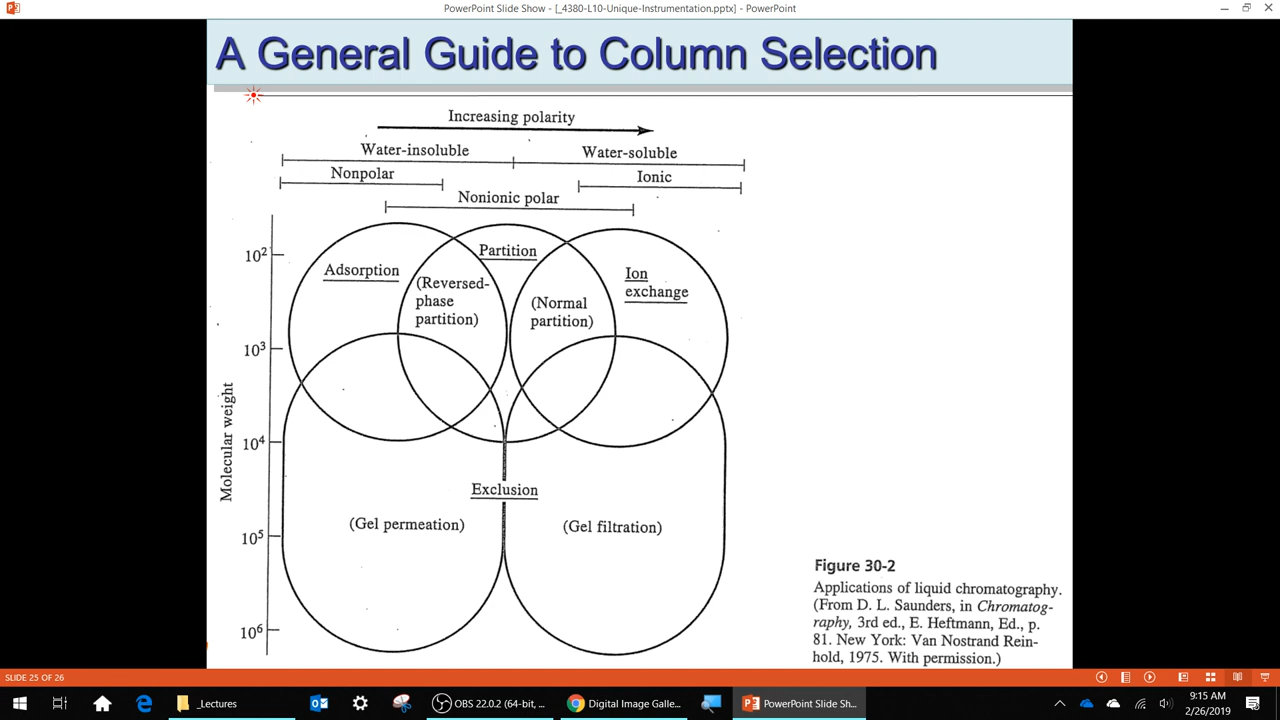 PowerPoint Slide Show - [_4380-L10-Unique-Instrumentation.pptx] - PowerPoint
A General Guide to Column Selection
Increasing polarity
Water-insoluble
Water-soluble
Nonpolar
Ionic
Nonionic polar
10²
10³
10⁴
10⁵
10⁶
Molecular weight
Adsorption
Partition
(Reversed-
phase
partition)
(Normal
partition)
Ion
exchange
Exclusion
(Gel permeation)
(Gel filtration)
Figure 30-2
Applications of liquid chromatography.
(From D. L. Saunders, in Chromatog-
raphy, 3rd ed., E. Heftmann, Ed., p.
81. New York: Van Nostrand Rein-
hold, 1975. With permission.)
SLIDE 25 OF 26
_Lectures
OBS 22.0.2 (64-bit, ...
Digital Image Galle...
PowerPoint Slide Sh...
9:15 AM
2/26/2019